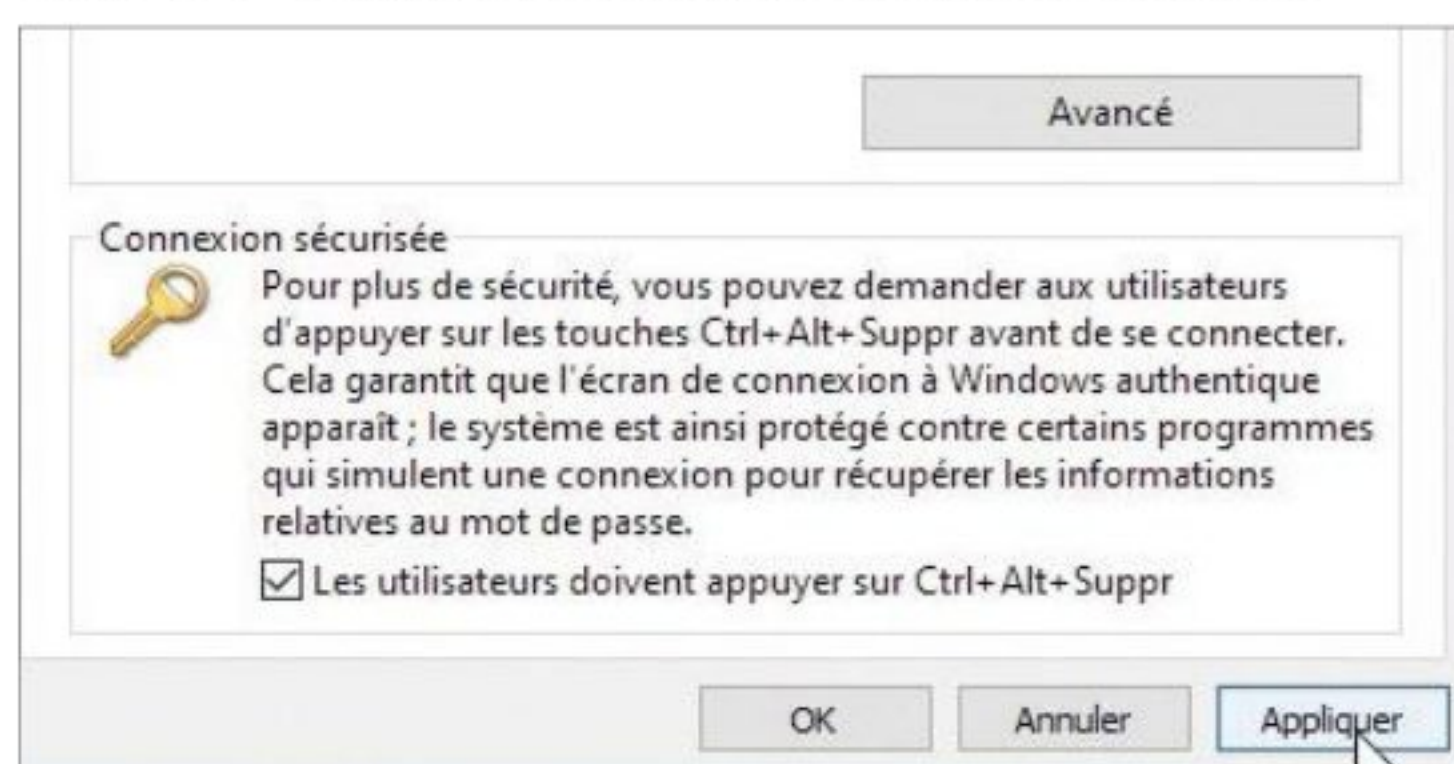 Avancé
Connexion sécurisée
Pour plus de sécurité, vous pouvez demander aux utilisateurs
d'appuyer sur les touches Ctrl+Alt+Suppr avant de se connecter.
Cela garantit que l'écran de connexion à Windows authentique
apparaît ; le système est ainsi protégé contre certains programmes
qui simulent une connexion pour récupérer les informations
relatives au mot de passe.
Les utilisateurs doivent appuyer sur Ctrl+Alt+Suppr
OK Annuler Appliquer